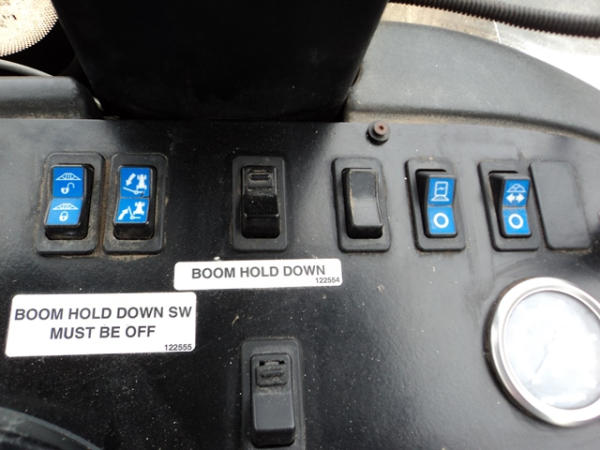 BOOM HOLD DOWN
122554
BOOM HOLD DOWN SW
MUST BE OFF
122555